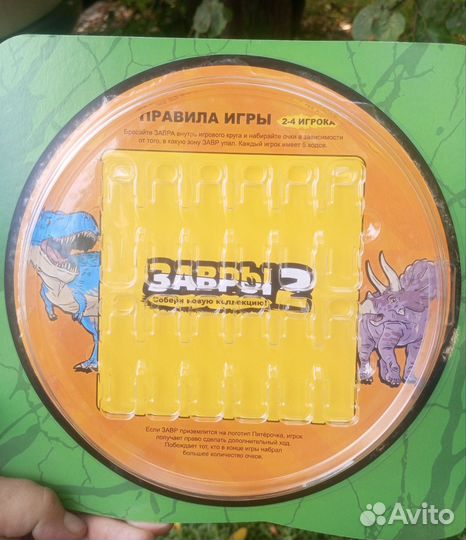 ПРАВИЛА ИГРЫ 2-4 ИГРОКА
Бросайте ЗАВРА внутрь игрового круга и набирайте очки в зависимости
от того, в какую зону ЗАВР упал. Каждый игрок имеет 5 ходов.
ЗАВРЫ 2
Собери новую коллекцию!
Если ЗАВР приземлится на логотип Пятёрочка, игрок
получает право сделать дополнительный ход.
Побеждает тот, кто в конце игры набрал
большее количество очков.
Avito